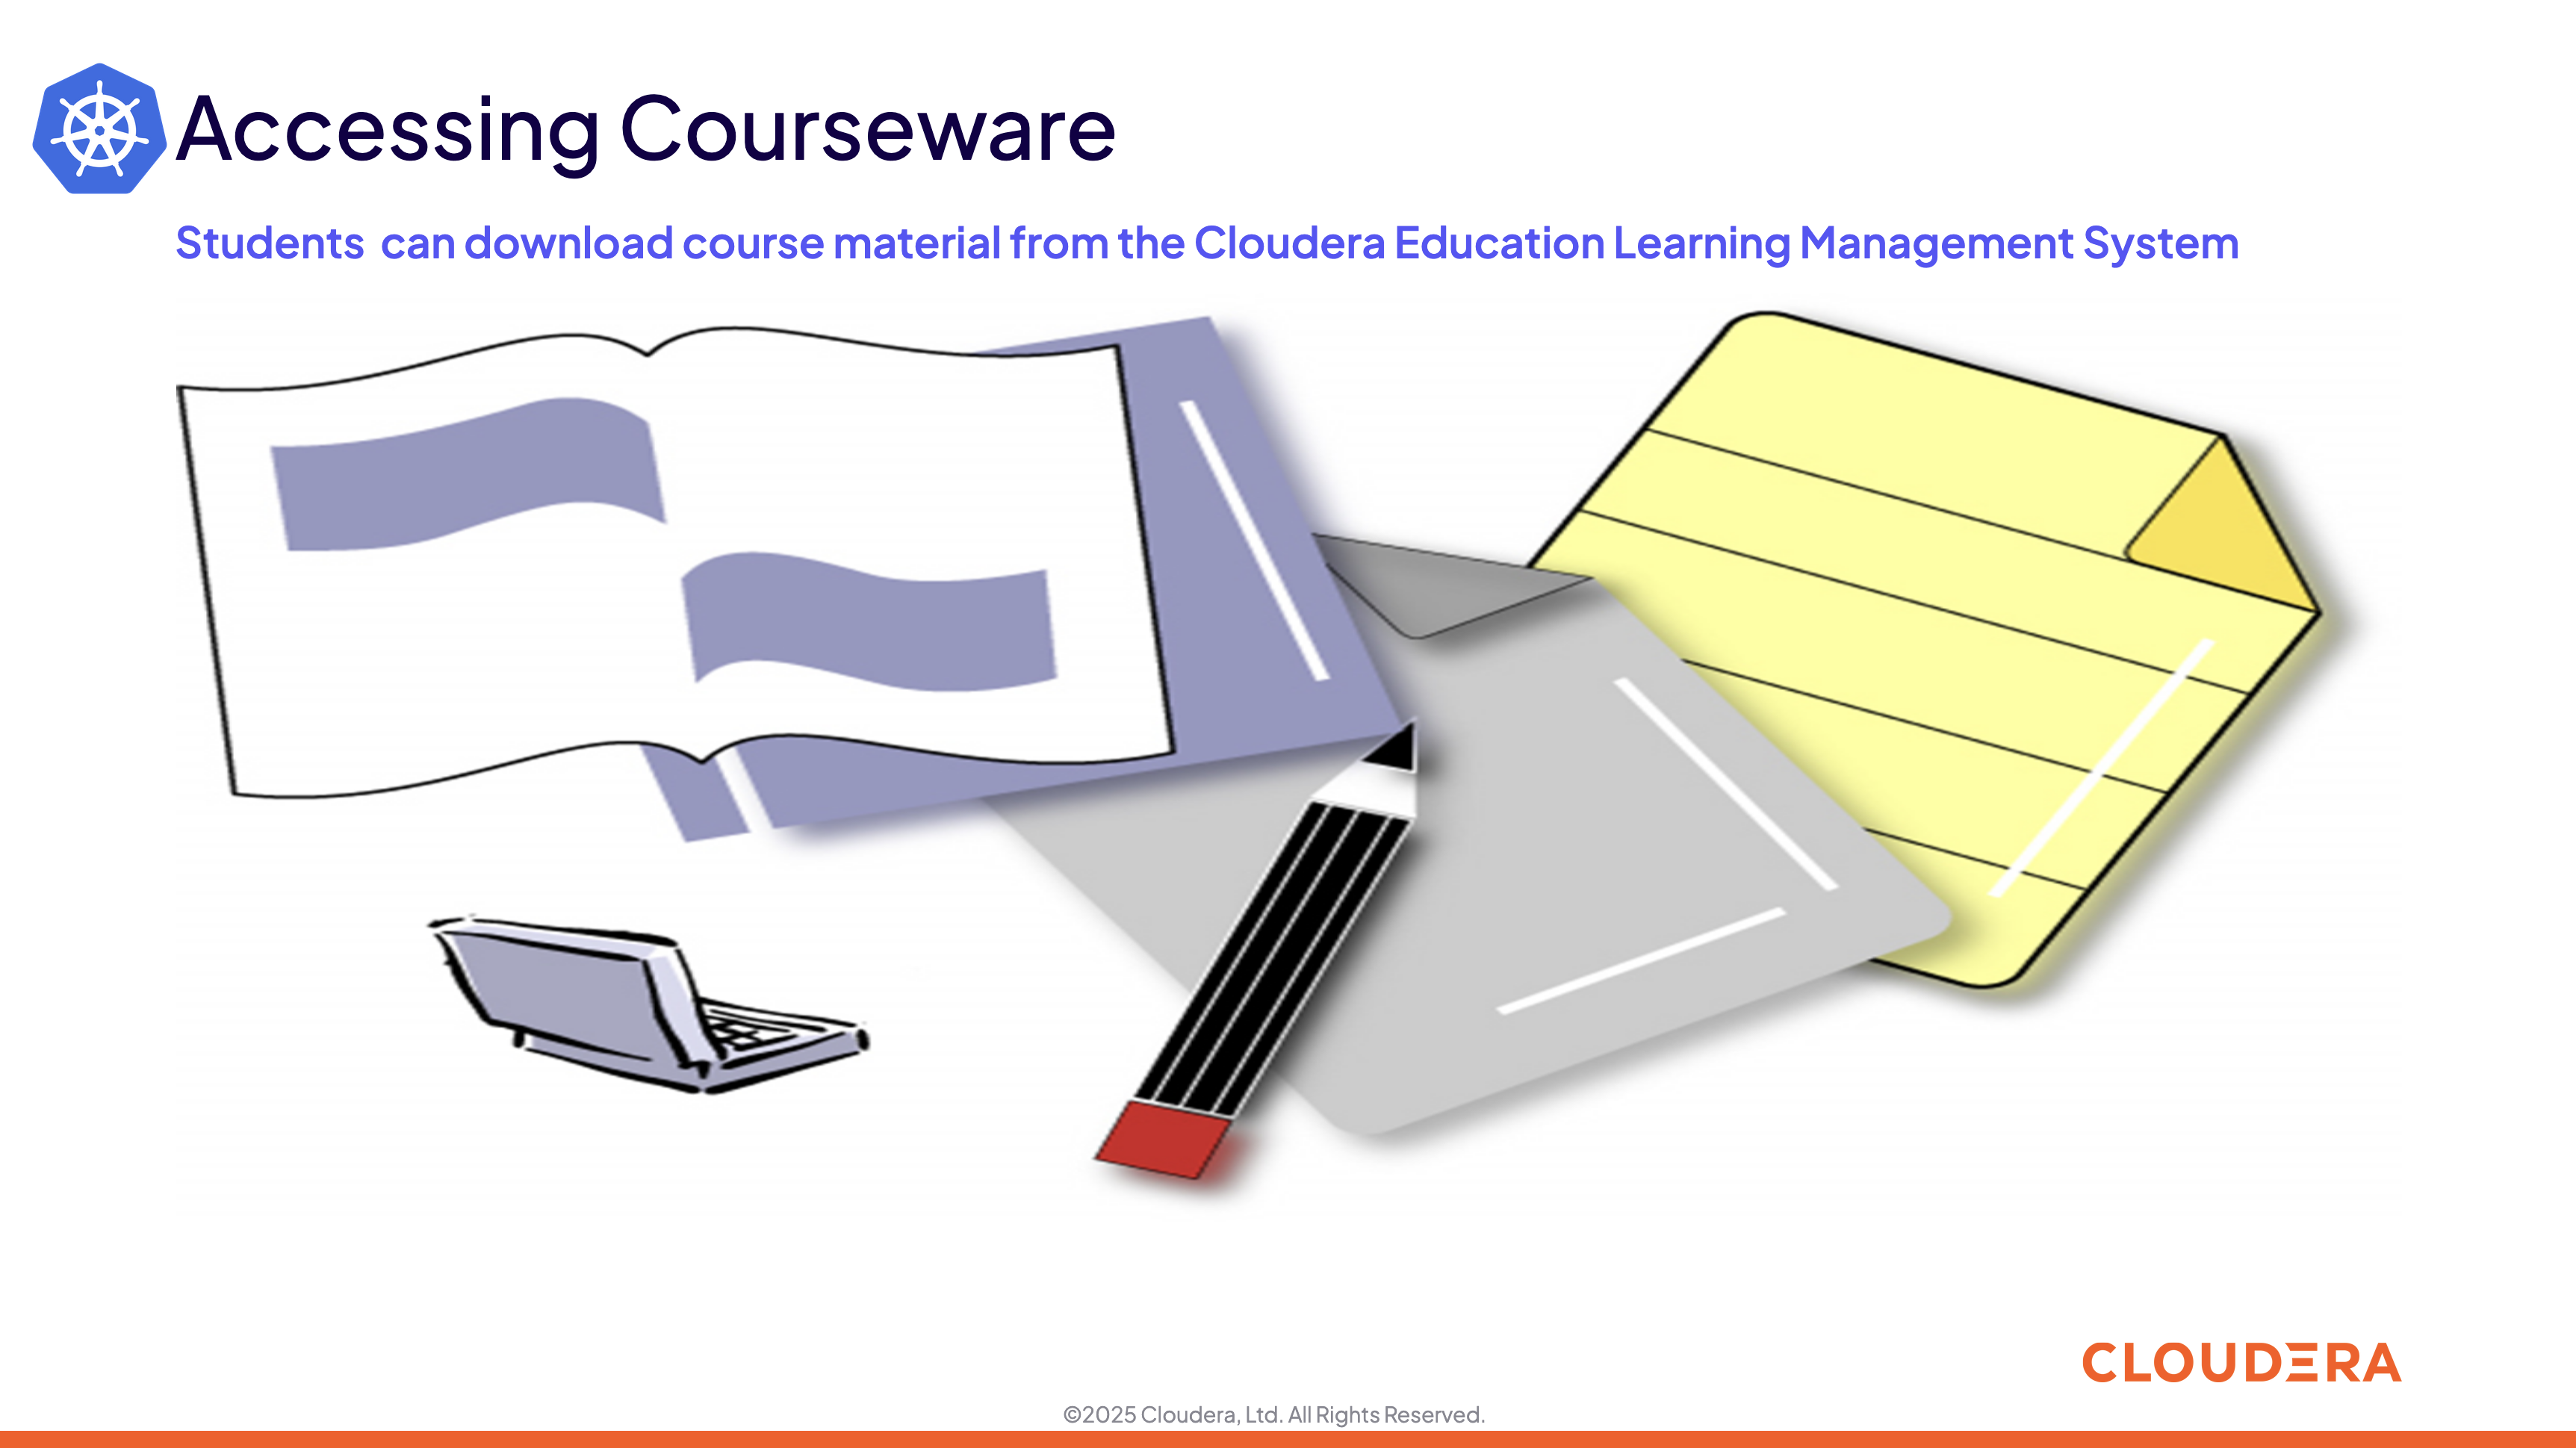 Accessing Courseware
Students can download course material from the Cloudera Education Learning Management System
CLOUDERA
©2025 Cloudera, Ltd. All Rights Reserved.